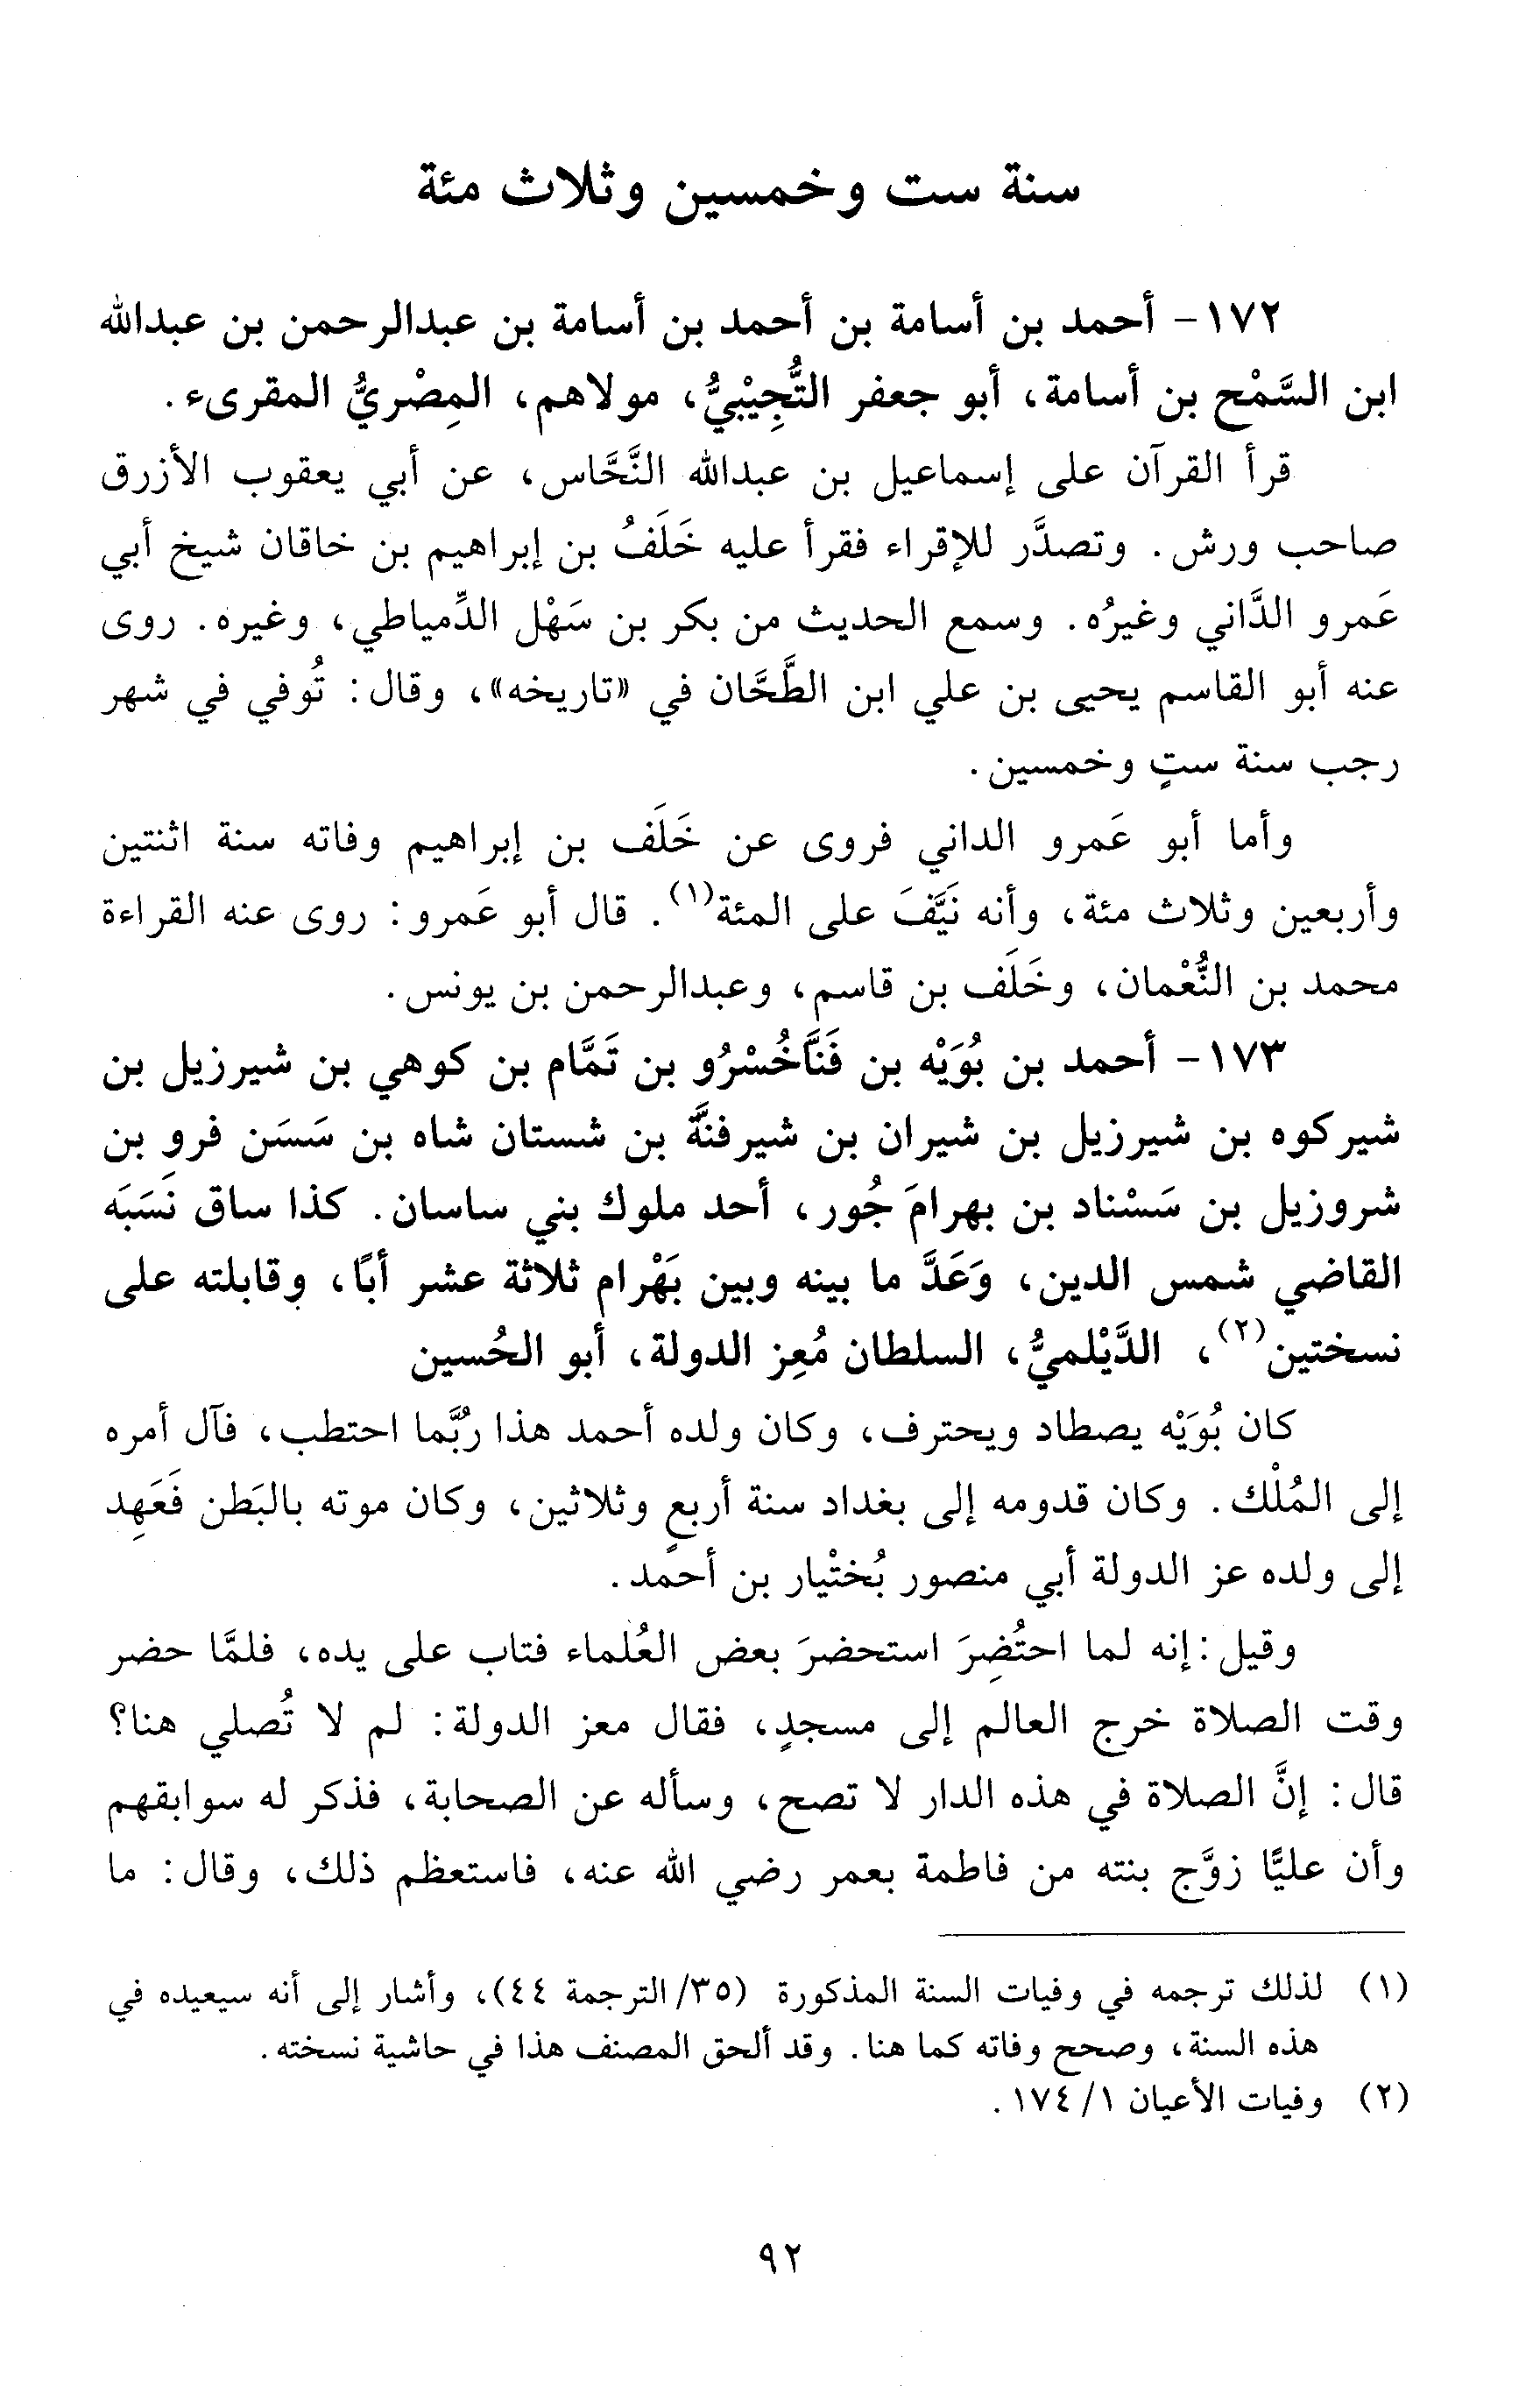 سنة ست وخمسين وثلاث مئة
١٧٢- أحمد بن أسامة بن أحمد بن أسامة بن عبدالرحمن بن عبدالله
ابن السَّمْح بن أسامة، أبو جعفر التُّجِيْبيُّ، مولاهم، المِصْريُّ المقرىء.
قرأ القرآن على إسماعيل بن عبدالله النَّحَّاس، عن أبي يعقوب الأزرق
صاحب ورش. وتصدَّر للإقراء فقرأ عليه خَلَفُ بن إبراهيم بن خاقان شيخ أبي
عَمرو الدَّاني وغيرُه. وسمع الحديث من بكر بن سَهْل الدِّمياطي، وغيره. روى
عنه أبو القاسم يحيى بن علي ابن الطَّحَّان في «تاريخه»، وقال: تُوفي في شهر
رجب سنة ستٍ وخمسين.
وأما أبو عَمرو الداني فروى عن خَلَف بن إبراهيم وفاته سنة اثنتين
وأربعين وثلاث مئة، وأنه نَيَّفَ على المئة(١). قال أبو عَمرو: روى عنه القراءة
محمد بن النُّعْمان، وخَلَف بن قاسم، وعبدالرحمن بن يونس.
١٧٣- أحمد بن بُوَيْه بن فَنَّاخُسْرُو بن تَمَّام بن كوهي بن شيرزيل بن
شيركوه بن شيرزيل بن شيران بن شيرفنَّة بن شستان شاه بن سَسَن فرو بن
شروزيل بن سَسْناد بن بهرامَ جُور، أحد ملوك بني ساسان. كذا ساق نَسَبَه
القاضي شمس الدين، وَعَدَّ ما بينه وبين بَهْرام ثلاثة عشر أبًا، وقابلته على
نسختين(٢)، الدَّيْلميُّ، السلطان مُعِز الدولة، أبو الحُسين
كان بُوَيْه يصطاد ويحترف، وكان ولده أحمد هذا ربَّما احتطب، فآل أمره
إلى المُلْك. وكان قدومه إلى بغداد سنة أربعٍ وثلاثين، وكان موته بالبَطن فَعَهِد
إلى ولده عز الدولة أبي منصور بُختْيار بن أحمد.
وقيل: إنه لما احتُضِرَ استحضرَ بعض العُلماء فتاب على يده، فلمَّا حضر
وقت الصلاة خرج العالم إلى مسجدٍ، فقال معز الدولة: لم لا تُصلي هنا؟
قال: إنَّ الصلاة في هذه الدار لا تصح، وسأله عن الصحابة، فذكر له سوابقهم
وأن عليًّا زوَّج بنته من فاطمة بعمر رضي الله عنه، فاستعظم ذلك، وقال: ما
(١) لذلك ترجمه في وفيات السنة المذكورة (٣٥/ الترجمة ٤٤)، وأشار إلى أنه سيعيده في
هذه السنة، وصحح وفاته كما هنا. وقد ألحق المصنف هذا في حاشية نسخته.
(٢) وفيات الأعيان ١/ ١٧٤.
٩٢